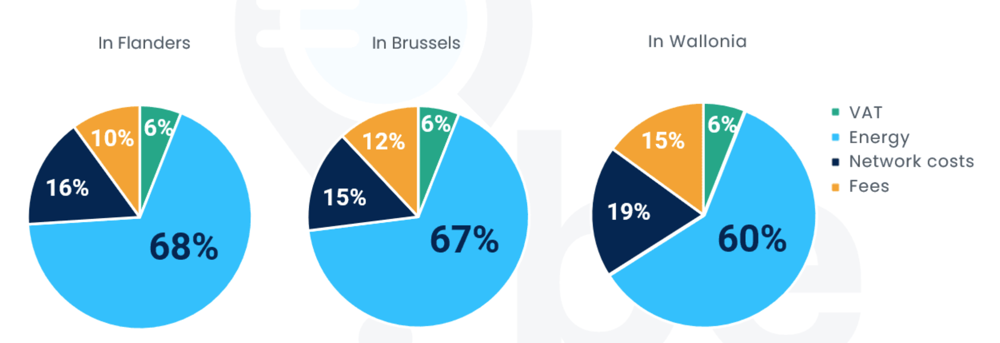 In Flanders
In Brussels
In Wallonia
10%
6%
16%
68%
12%
6%
15%
67%
15%
6%
19%
60%
VAT
Energy
Network costs
Fees